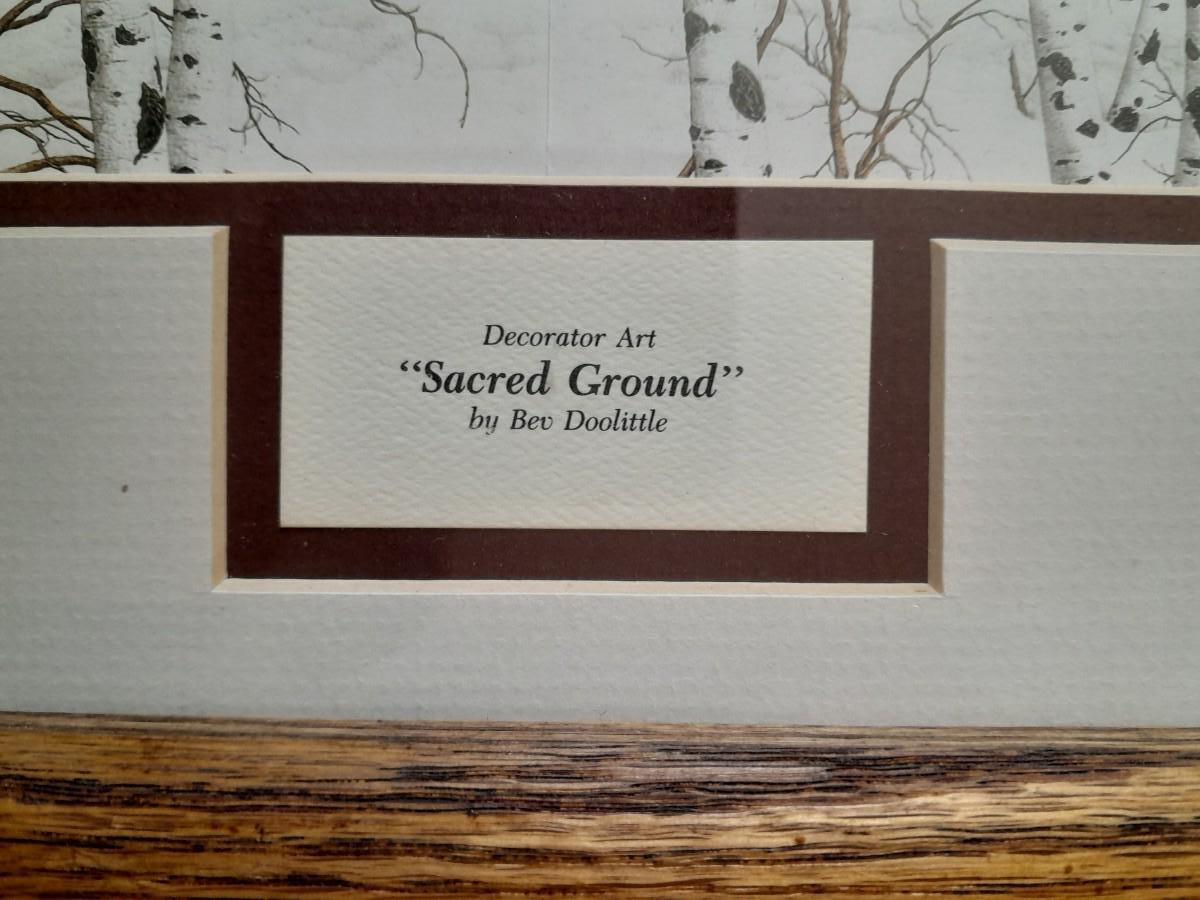 Decorator Art
“Sacred Ground”
by Bev Doolittle